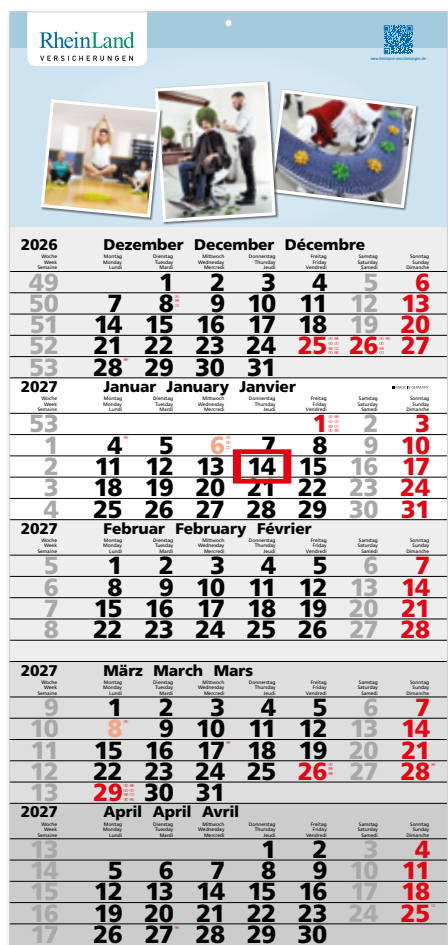 RheinLand
VERSICHERUNGEN
www.rheinland-versicherungen.de
2026 Dezember December Décembre
Woche Montag Dienstag Mittwoch Donnerstag Freitag Samstag Sonntag
Week Monday Tuesday Wednesday Thursday Friday Saturday Sunday
Semaine Lundi Mardi Mercredi Jeudi Vendredi Samedi Dimanche
49 1 2 3 4 5 6
50 7 8 9 10 11 12 13
51 14 15 16 17 18 19 20
52 21 22 23 24 25 26 27
53 28 29 30 31
2027 Januar January Janvier
MADE IN GERMANY
Woche Montag Dienstag Mittwoch Donnerstag Freitag Samstag Sonntag
Week Monday Tuesday Wednesday Thursday Friday Saturday Sunday
Semaine Lundi Mardi Mercredi Jeudi Vendredi Samedi Dimanche
53 1 2 3
1 4 5 6 7 8 9 10
2 11 12 13 14 15 16 17
3 18 19 20 21 22 23 24
4 25 26 27 28 29 30 31
2027 Februar February Février
Woche Montag Dienstag Mittwoch Donnerstag Freitag Samstag Sonntag
Week Monday Tuesday Wednesday Thursday Friday Saturday Sunday
Semaine Lundi Mardi Mercredi Jeudi Vendredi Samedi Dimanche
5 1 2 3 4 5 6 7
6 8 9 10 11 12 13 14
7 15 16 17 18 19 20 21
8 22 23 24 25 26 27 28
2027 März March Mars
Woche Montag Dienstag Mittwoch Donnerstag Freitag Samstag Sonntag
Week Monday Tuesday Wednesday Thursday Friday Saturday Sunday
Semaine Lundi Mardi Mercredi Jeudi Vendredi Samedi Dimanche
9 1 2 3 4 5 6 7
10 8 9 10 11 12 13 14
11 15 16 17 18 19 20 21
12 22 23 24 25 26 27 28
13 29 30 31
2027 April April Avril
Woche Montag Dienstag Mittwoch Donnerstag Freitag Samstag Sonntag
Week Monday Tuesday Wednesday Thursday Friday Saturday Sunday
Semaine Lundi Mardi Mercredi Jeudi Vendredi Samedi Dimanche
13 1 2 3 4
14 5 6 7 8 9 10 11
15 12 13 14 15 16 17 18
16 19 20 21 22 23 24 25
17 26 27 28 29 30